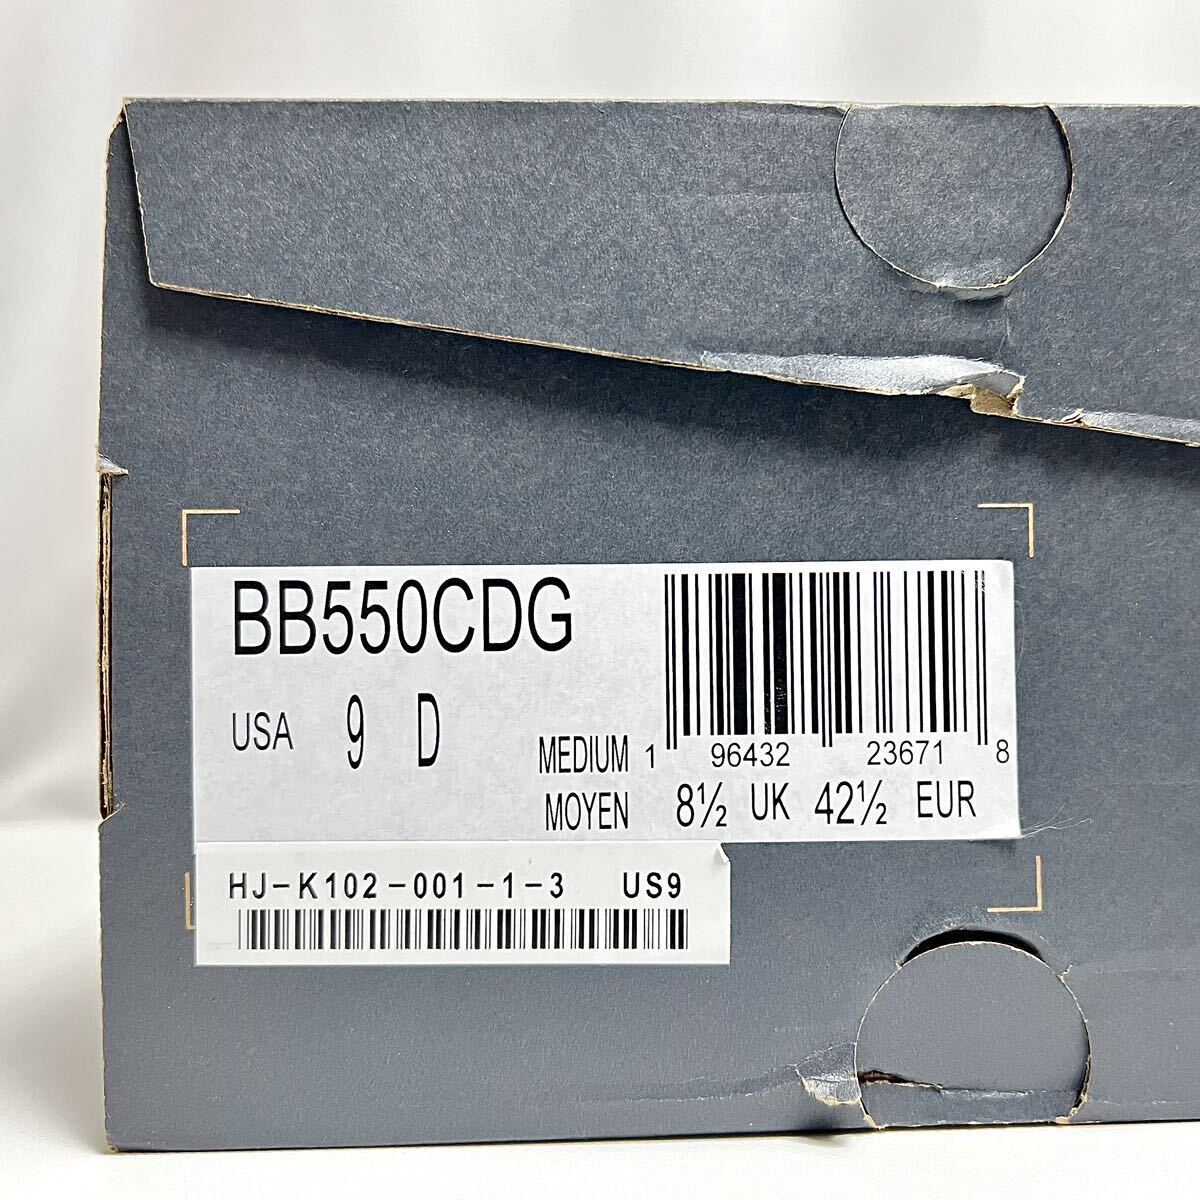 BB550CDG
USA 9 D
MEDIUM
MOYEN
1 96432 23671 8
8½ UK 42½ EUR
HJ-K102-001-1-3 US9